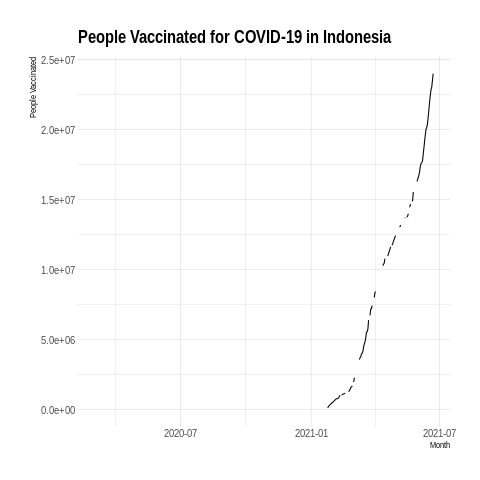 People Vaccinated for COVID-19 in Indonesia
People Vaccinated
2.5e+07
2.0e+07
1.5e+07
1.0e+07
5.0e+06
0.0e+00
2020-07
2021-01
2021-07
Month